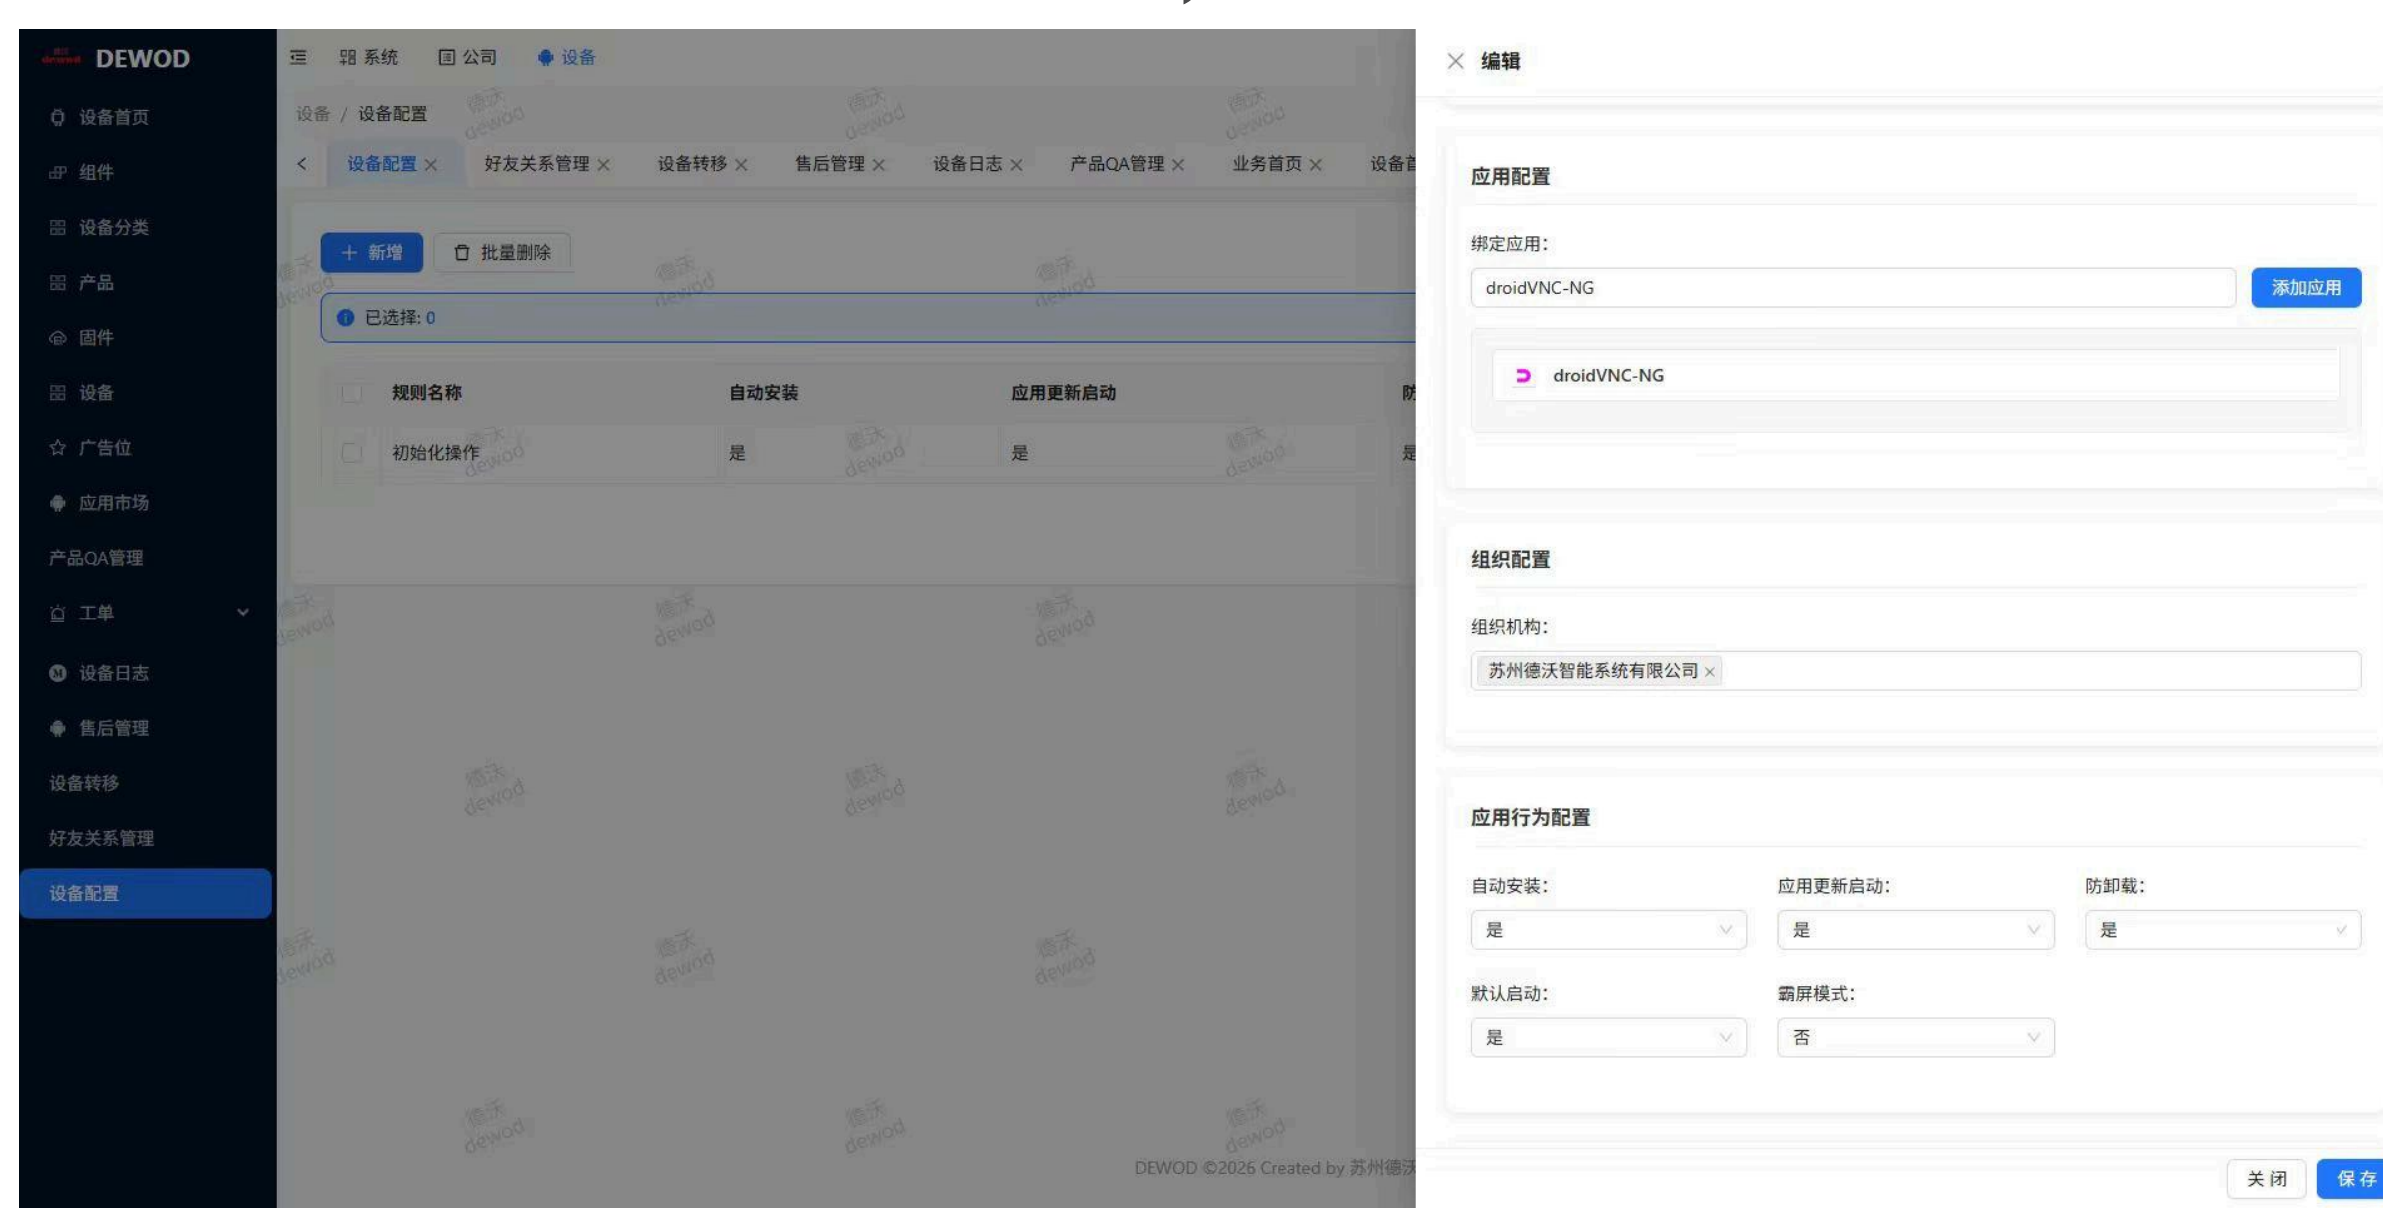 DEWOD
系统
公司
设备
设备 / 设备配置
设备配置
好友关系管理
设备转移
售后管理
设备日志
产品QA管理
业务首页
设备首页
组件
设备分类
产品
固件
设备
广告位
应用市场
产品QA管理
工单
设备日志
售后管理
设备转移
好友关系管理
设备配置
+ 新增
批量删除
已选择: 0
规则名称
自动安装
应用更新启动
防
初始化操作
是
是
是
DEWOD ©2026 Created by 苏州德沃
编辑
应用配置
绑定应用:
droidVNC-NG
添加应用
droidVNC-NG
组织配置
组织机构:
苏州德沃智能系统有限公司
应用行为配置
自动安装:
应用更新启动:
防卸载:
是
是
是
默认启动:
霸屏模式:
是
否
关 闭
保 存
德沃
dewod